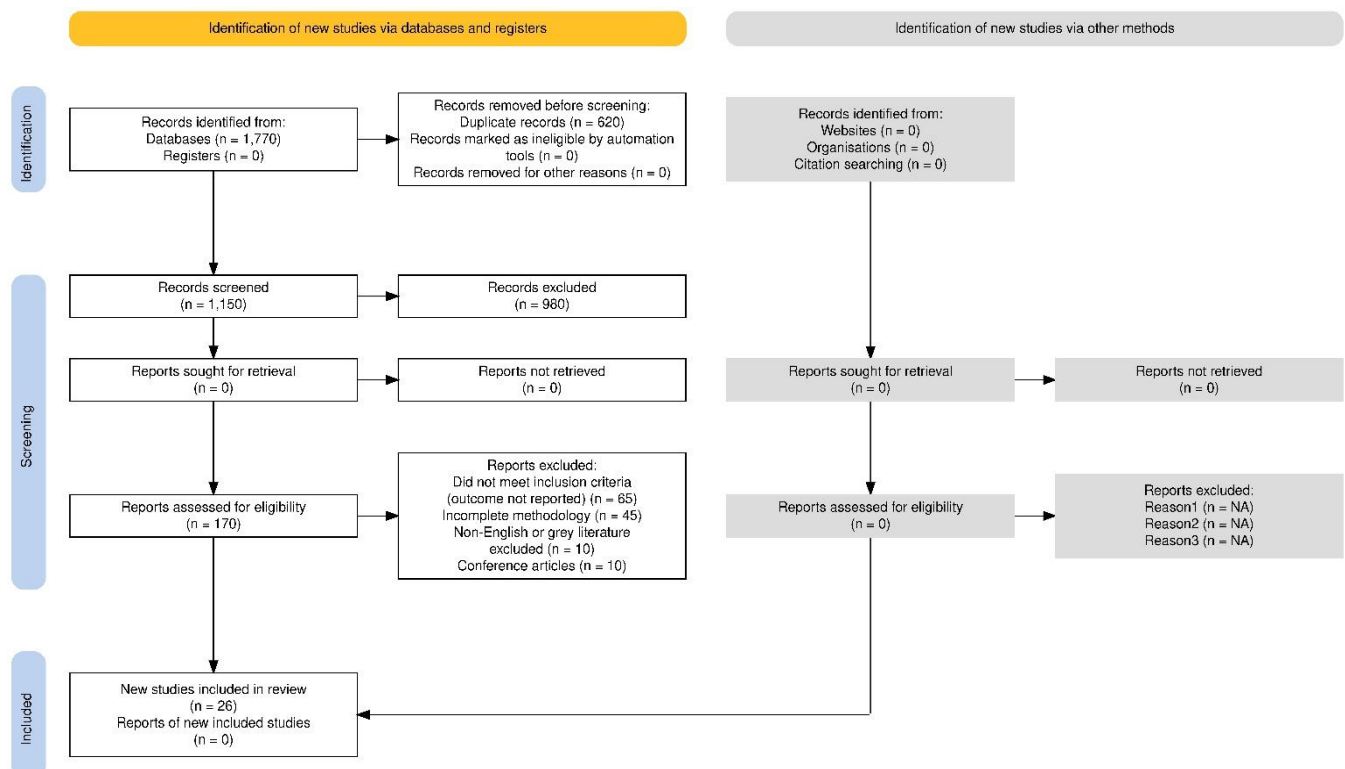 Identification of new studies via databases and registers
Identification of new studies via other methods
Identification
Records identified from:
Databases (n = 1,770)
Registers (n = 0)
Records removed before screening:
Duplicate records (n = 620)
Records marked as ineligible by automation
tools (n = 0)
Records removed for other reasons (n = 0)
Records identified from:
Websites (n = 0)
Organisations (n = 0)
Citation searching (n = 0)
Screening
Records screened
(n = 1,150)
Records excluded
(n = 980)
Reports sought for retrieval
(n = 0)
Reports not retrieved
(n = 0)
Reports sought for retrieval
(n = 0)
Reports not retrieved
(n = 0)
Reports assessed for eligibility
(n = 170)
Reports excluded:
Did not meet inclusion criteria
(outcome not reported) (n = 65)
Incomplete methodology (n = 45)
Non-English or grey literature
excluded (n = 10)
Conference articles (n = 10)
Reports assessed for eligibility
(n = 0)
Reports excluded:
Reason1 (n = NA)
Reason2 (n = NA)
Reason3 (n = NA)
Included
New studies included in review
(n = 26)
Reports of new included studies
(n = 0)